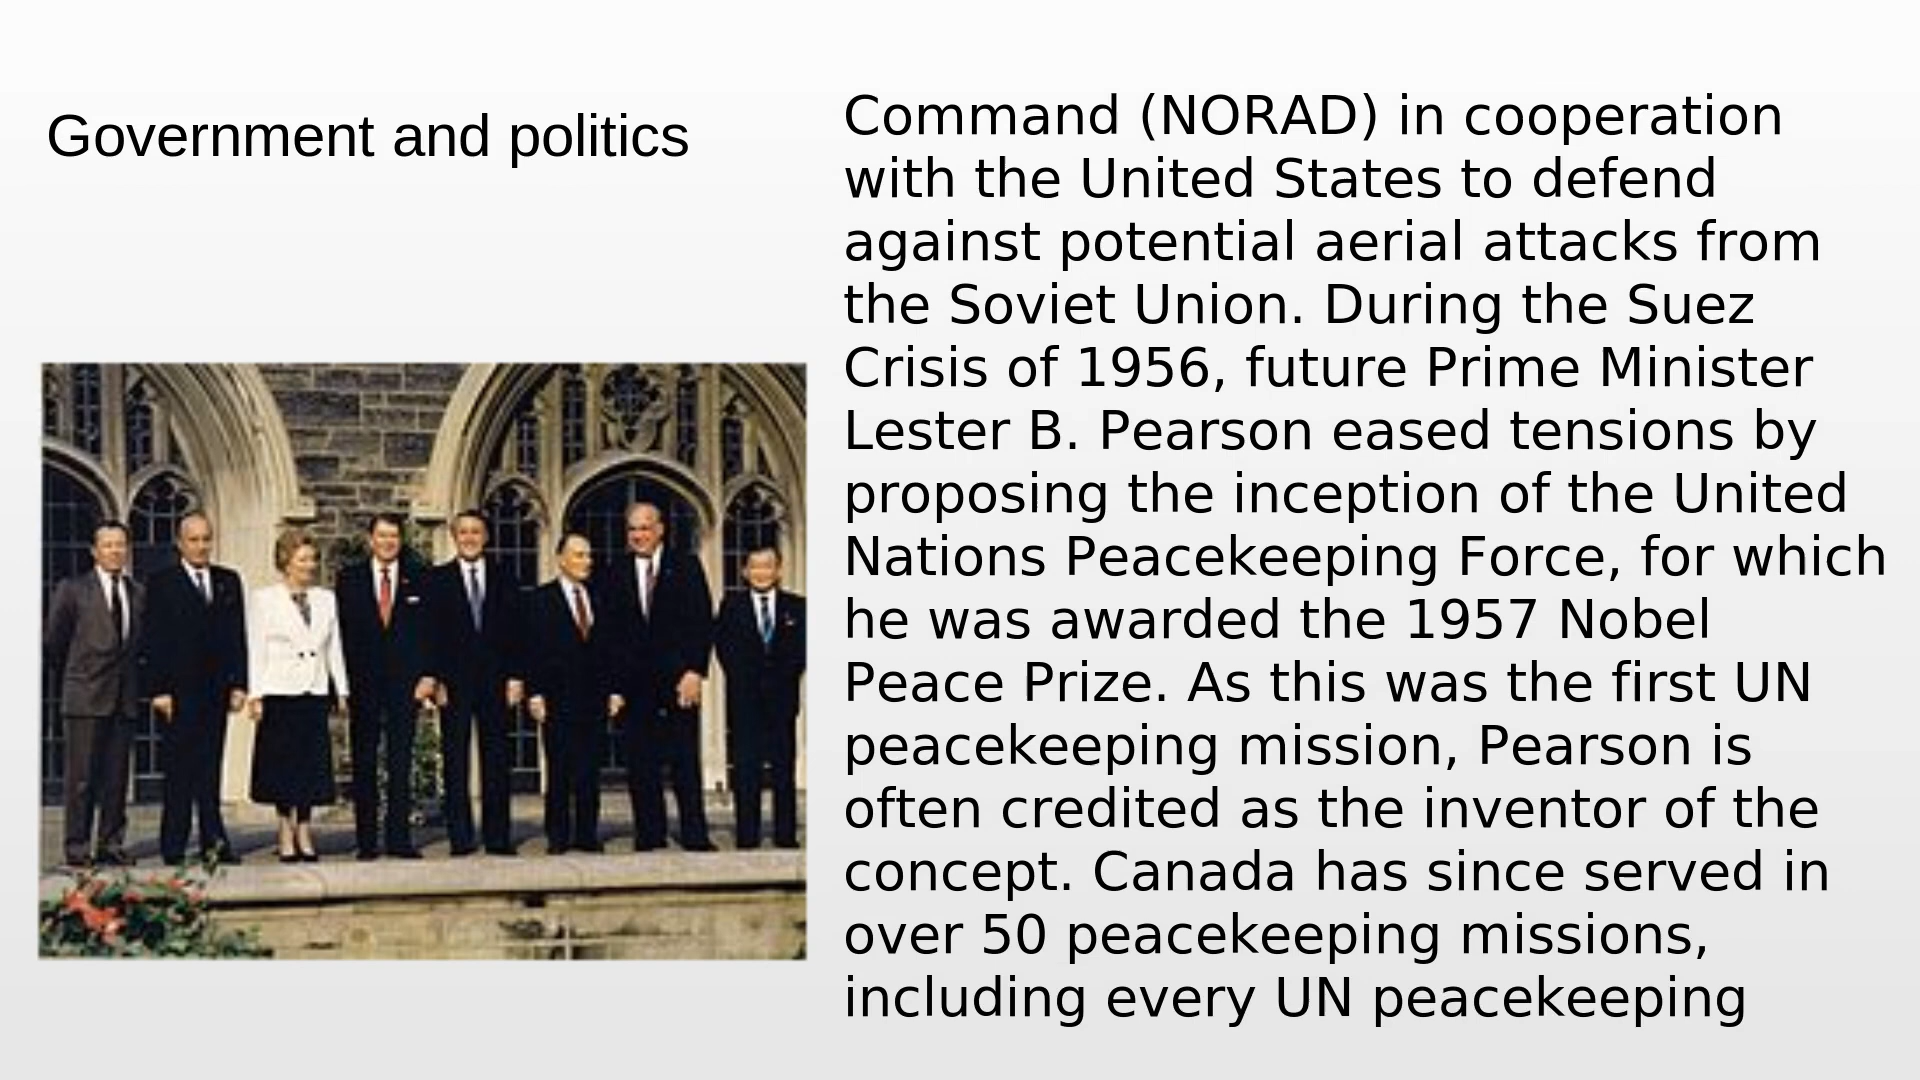 Government and politics
Command (NORAD) in cooperation
with the United States to defend
against potential aerial attacks from
the Soviet Union. During the Suez
Crisis of 1956, future Prime Minister
Lester B. Pearson eased tensions by
proposing the inception of the United
Nations Peacekeeping Force, for which
he was awarded the 1957 Nobel
Peace Prize. As this was the first UN
peacekeeping mission, Pearson is
often credited as the inventor of the
concept. Canada has since served in
over 50 peacekeeping missions,
including every UN peacekeeping